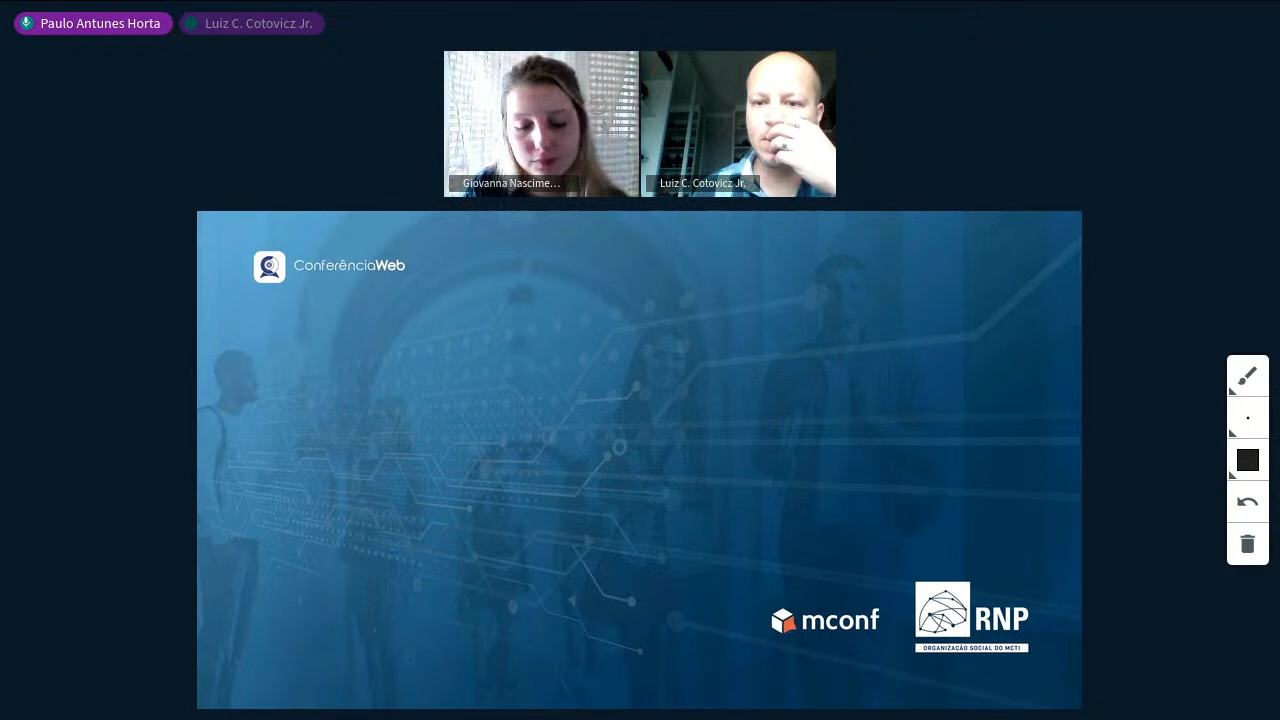 Paulo Antunes Horta
Luiz C. Cotovicz Jr.
Giovanna Nascime...
Luiz C. Cotovicz Jr.
ConferênciaWeb
mconf
RNP
ORGANIZAÇÃO SOCIAL DO MCTI